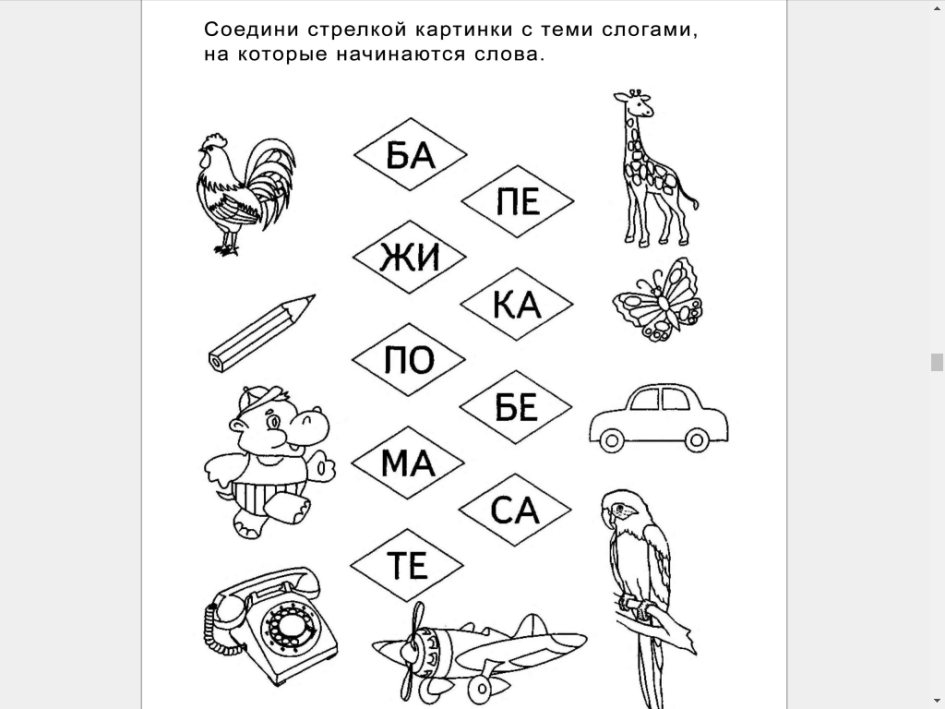 Соедини стрелкой картинки с теми слогами,
на которые начинаются слова.
БА
ПЕ
ЖИ
КА
ПО
БЕ
МА
СА
ТЕ